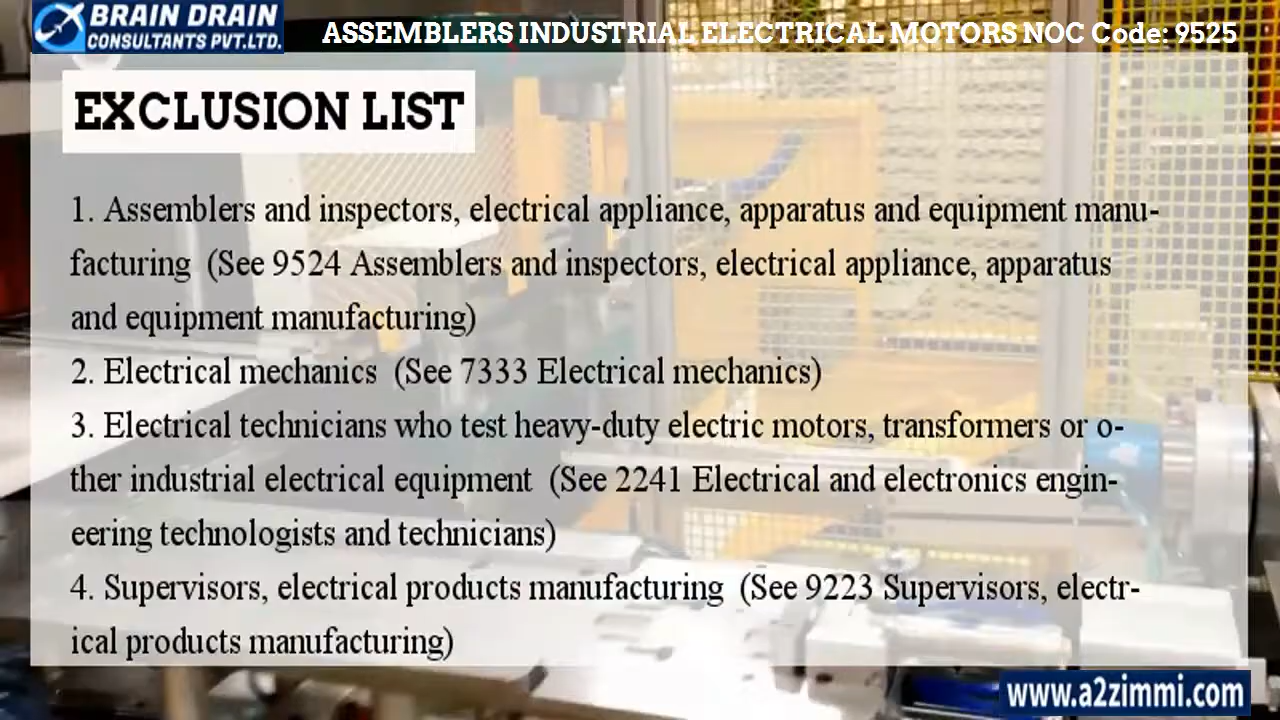 BRAIN DRAIN
CONSULTANTS PVT.LTD.
ASSEMBLERS INDUSTRIAL ELECTRICAL MOTORS NOC Code: 9525
EXCLUSION LIST
1. Assemblers and inspectors, electrical appliance, apparatus and equipment manu-
facturing (See 9524 Assemblers and inspectors, electrical appliance, apparatus
and equipment manufacturing)
2. Electrical mechanics (See 7333 Electrical mechanics)
3. Electrical technicians who test heavy-duty electric motors, transformers or o-
ther industrial electrical equipment (See 2241 Electrical and electronics engin-
eering technologists and technicians)
4. Supervisors, electrical products manufacturing (See 9223 Supervisors, electr-
ical products manufacturing)
www.a2zimmi.com